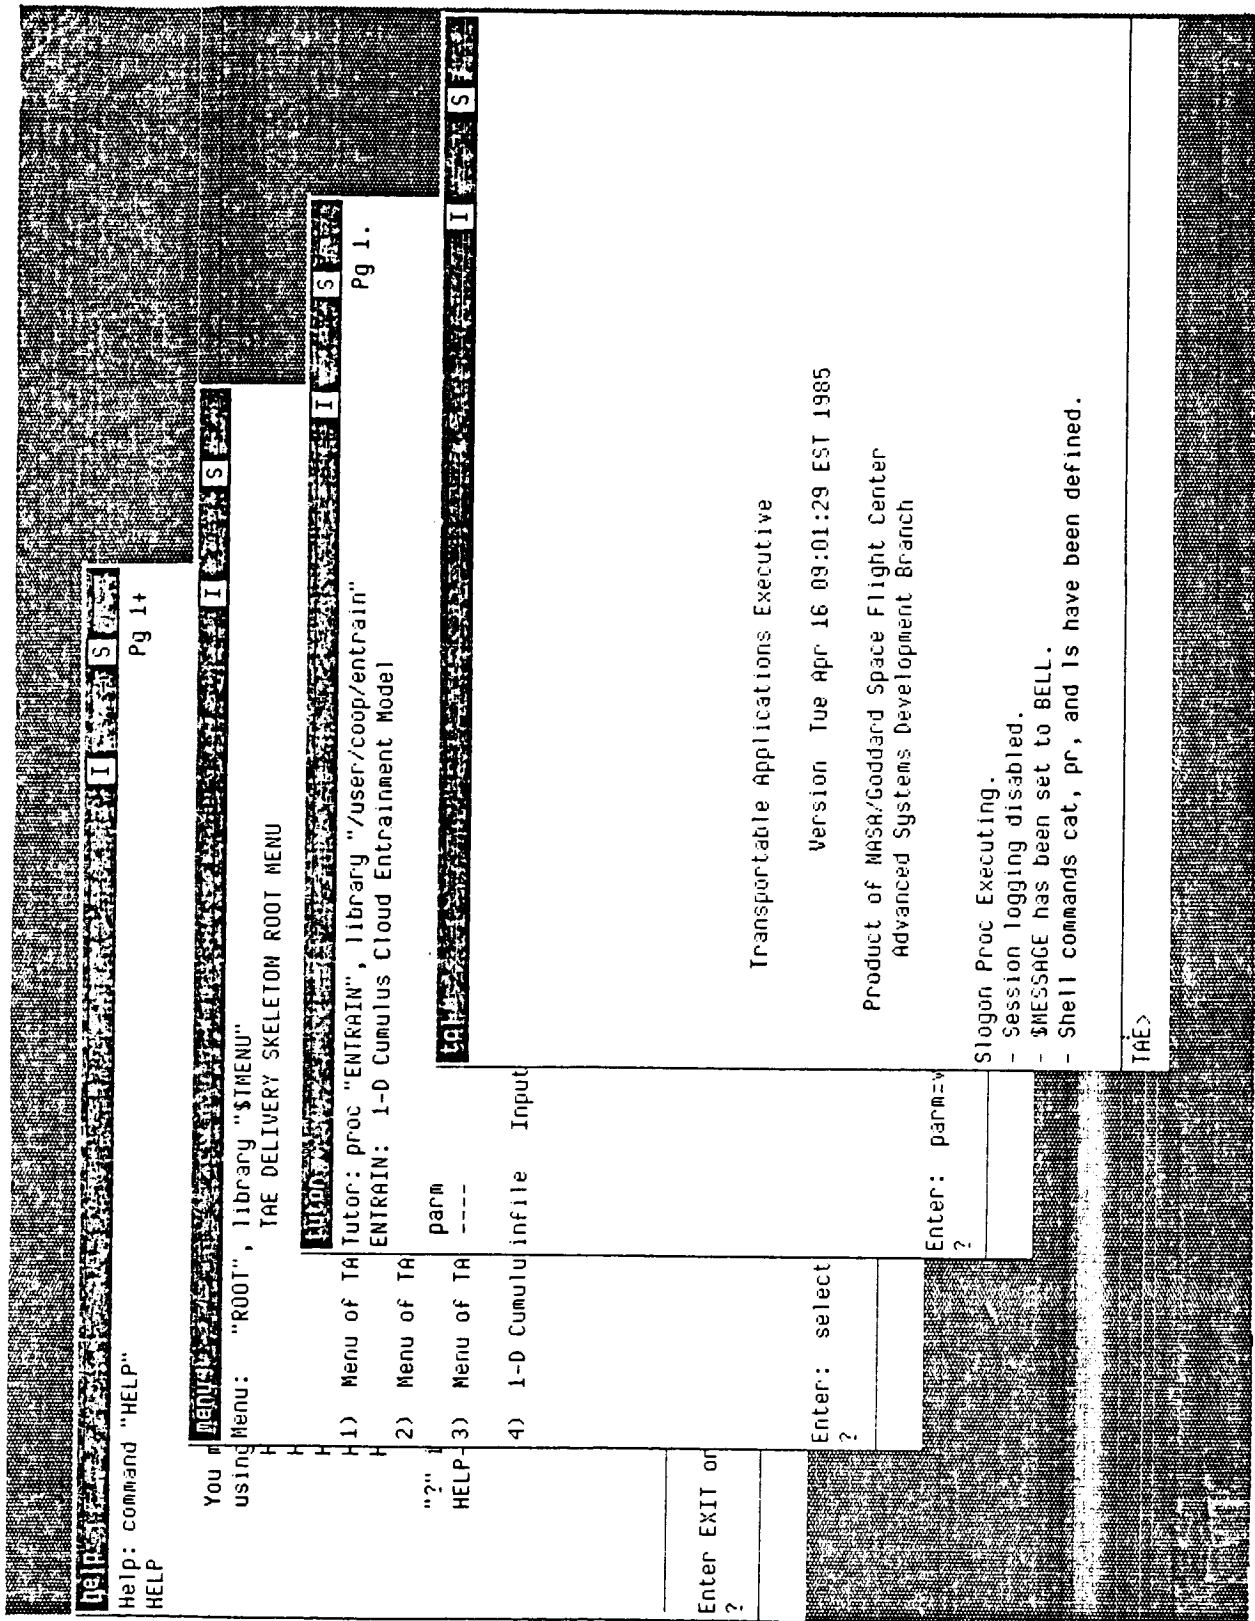 help
I S
Help: command "HELP"
Pg 1+
HELP
You m
using
H
H
H
H
H
"?" i
HELP-
Enter EXIT or
?
menu
I S
Menu: "ROOT", library "$TMENU"
TAE DELIVERY SKELETON ROOT MENU
1) Menu of TA
2) Menu of TA
3) Menu of TA
4) 1-D Cumulu
Enter: select
?
tutor
I S
Tutor: proc "ENTRAIN", library "/user/coop/entrain"
Pg 1.
ENTRAIN: 1-D Cumulus Cloud Entrainment Model
parm
----
infile Input
Enter: parm=v
?
I S
Transportable Applications Executive
Version Tue Apr 16 09:01:29 EST 1985
Product of NASA/Goddard Space Flight Center
Advanced Systems Development Branch
Slogon Proc Executing.
- Session logging disabled.
- $MESSAGE has been set to BELL.
- Shell commands cat, pr, and ls have been defined.
TAE>